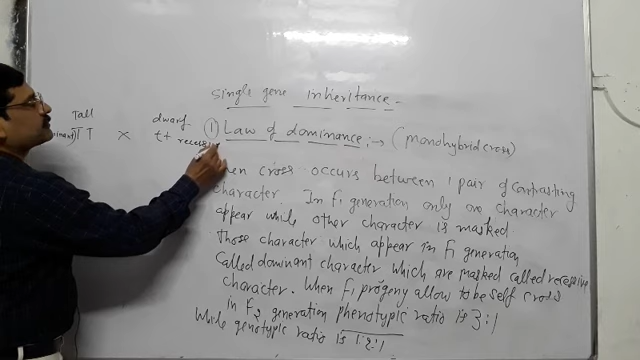 single gene inheritance -
Tall
dwarf
TT x tt recessive
① Law of dominance :→ (monohybrid cross)
When cross occurs between 1 pair of contrasting
character. In F1 generation only one character
appear while other character is masked.
Those character which appear in F1 generation
called dominant character which are masked called recessive
character. When F1 progeny allow to be self cross
in F2 generation phenotypic ratio is 3:1
While genotypic ratio is 1:2:1